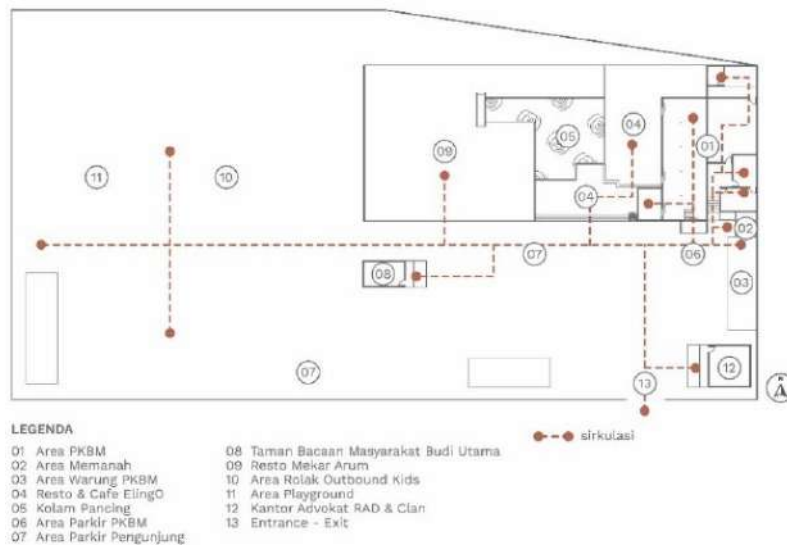 01
04
05
09
11
10
04
02
07
06
08
03
12
07
13
LEGENDA
sirkulasi
01 Area PKBM
02 Area Memanah
03 Area Warung PKBM
04 Resto & Cafe ElingO
05 Kolam Pancing
06 Area Parkir PKBM
07 Area Parkir Pengunjung
08 Taman Bacaan Masyarakat Budi Utama
09 Resto Mekar Arum
10 Area Rolak Outbound Kids
11 Area Playground
12 Kantor Advokat RAD & Clan
13 Entrance - Exit